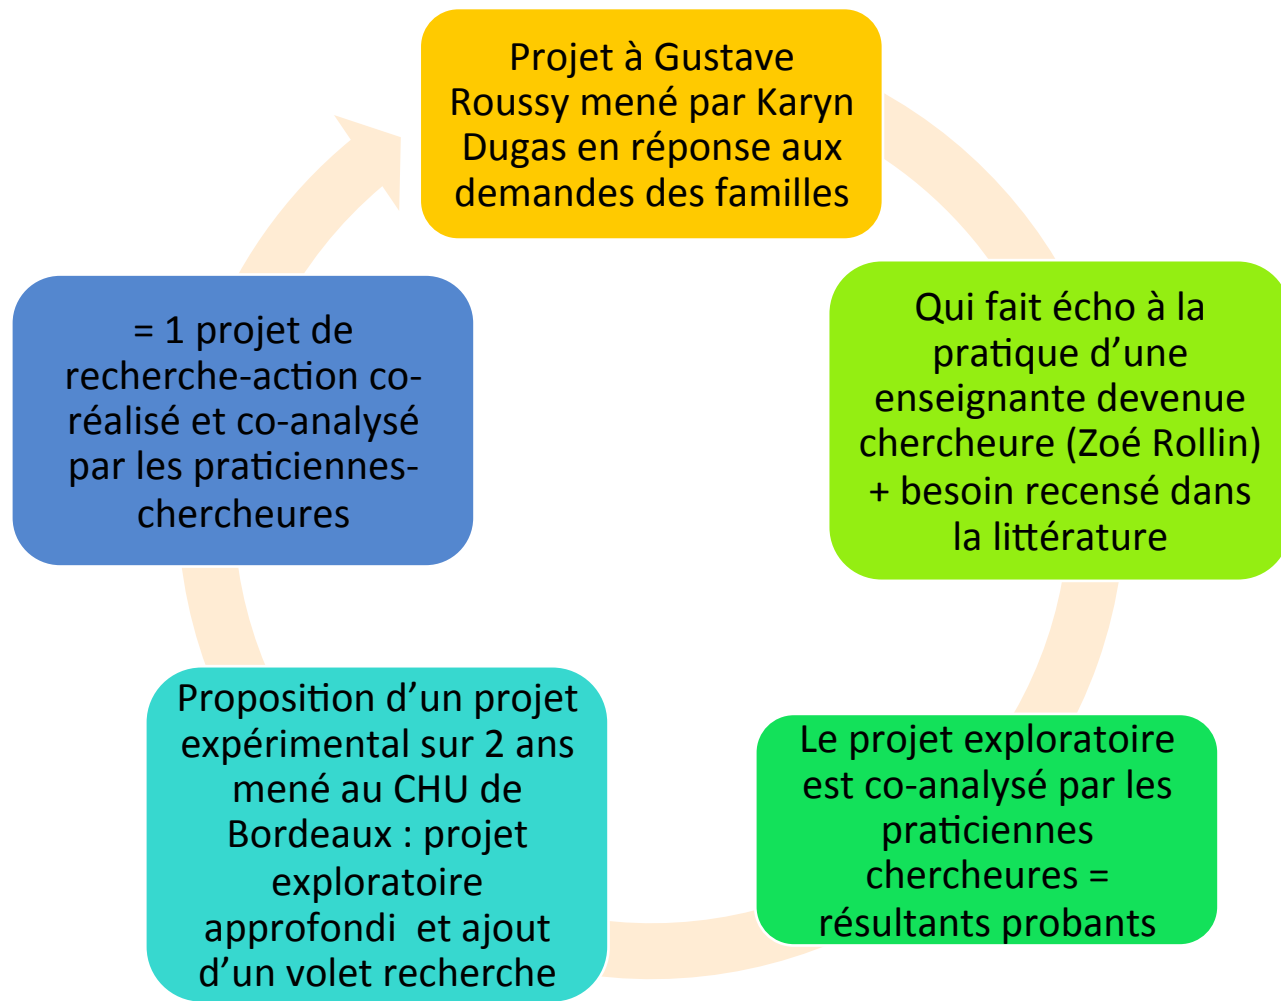 Projet à Gustave
Roussy mené par Karyn
Dugas en réponse aux
demandes des familles
Qui fait écho à la
pratique d’une
enseignante devenue
chercheure (Zoé Rollin)
+ besoin recensé dans
la littérature
Le projet exploratoire
est co-analysé par les
praticiennes
chercheures =
résultants probants
Proposition d’un projet
expérimental sur 2 ans
mené au CHU de
Bordeaux : projet
exploratoire
approfondi et ajout
d’un volet recherche
= 1 projet de
recherche-action co-
réalisé et co-analysé
par les praticiennes-
chercheures